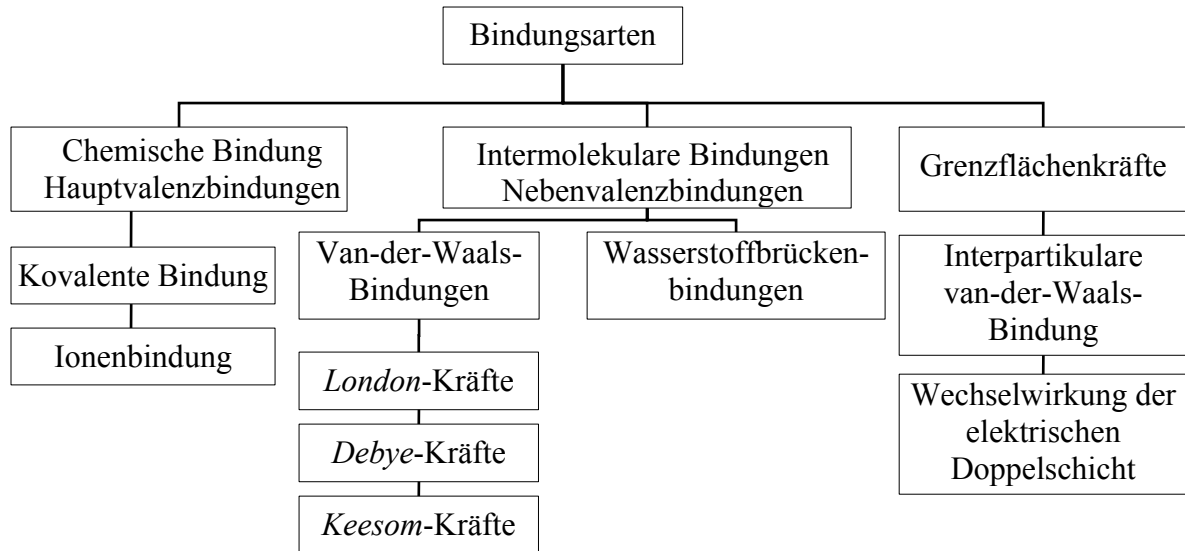 Bindungsarten
Chemische Bindung
Hauptvalenzbindungen
Intermolekulare Bindungen
Nebenvalenzbindungen
Grenzflächenkräfte
Kovalente Bindung
Ionenbindung
Van-der-Waals-
Bindungen
Wasserstoffbrücken-
bindungen
London-Kräfte
Debye-Kräfte
Keesom-Kräfte
Interpartikulare
van-der-Waals-
Bindung
Wechselwirkung der
elektrischen
Doppelschicht